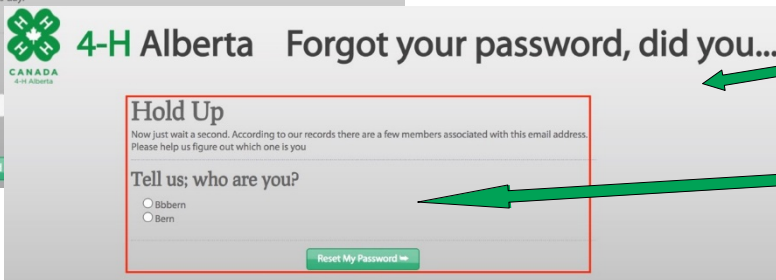 4-H Alberta Forgot your password, did you...
CANADA
4-H Alberta
Hold Up
Now just wait a second. According to our records there are a few members associated with this email address.
Please help us figure out which one is you
Tell us; who are you?
Bbbern
Bern
Reset My Password